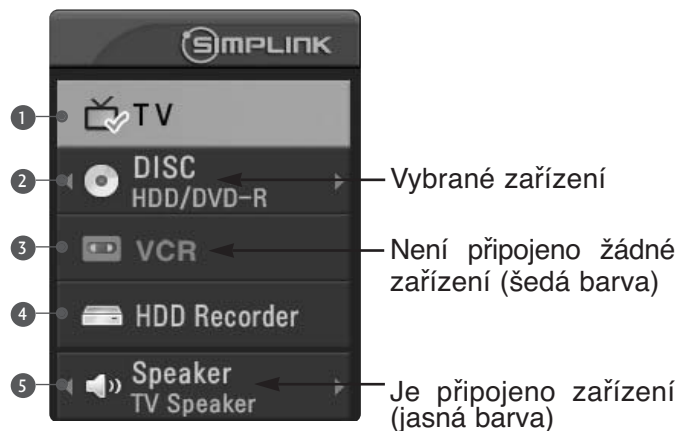 SIMPLINK
1 TV
2 DISC
HDD/DVD-R
Vybrané zařízení
3 VCR
Není připojeno žádné
zařízení (šedá barva)
4 HDD Recorder
5 Speaker
TV Speaker
Je připojeno zařízení
(jasná barva)